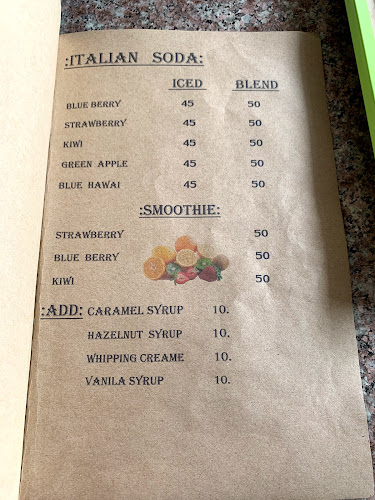 :ITALIAN SODA:
ICED BLEND
BLUE BERRY 45 50
STRAWBERRY 45 50
KIWI 45 50
GREEN APPLE 45 50
BLUE HAWAI 45 50
:SMOOTHIE:
STRAWBERRY 50
BLUE BERRY 50
KIWI 50
:ADD: CARAMEL SYRUP 10.
HAZELNUT SYRUP 10.
WHIPPING CREAME 10.
VANILA SYRUP 10.